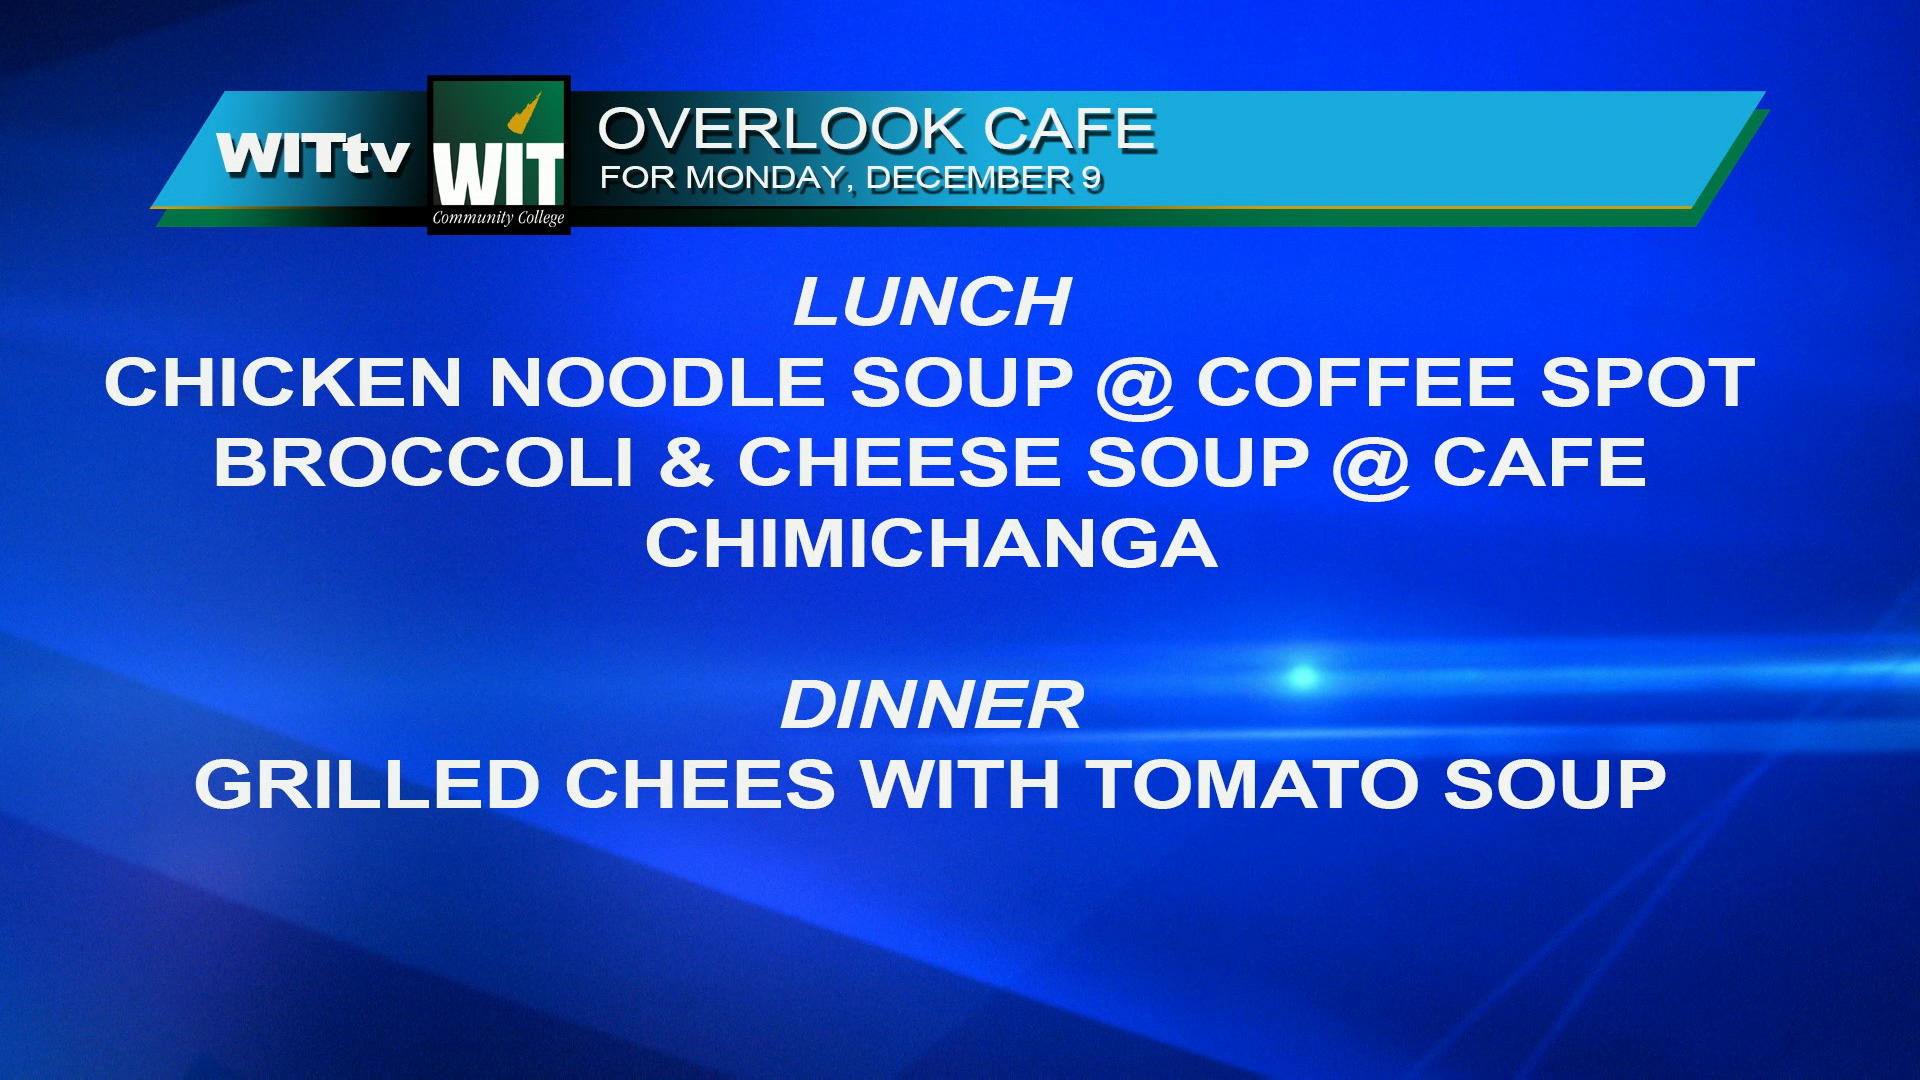 WITtv
WIT
Community College
OVERLOOK CAFE
FOR MONDAY, DECEMBER 9
LUNCH
CHICKEN NOODLE SOUP @ COFFEE SPOT
BROCCOLI & CHEESE SOUP @ CAFE
CHIMICHANGA
DINNER
GRILLED CHEES WITH TOMATO SOUP